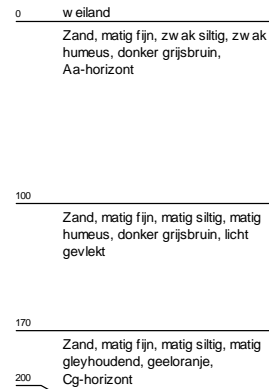 0 weiland
Zand, matig fijn, zwak siltig, zwak
humeus, donker grijsbruin,
Aa-horizont
100
Zand, matig fijn, matig siltig, matig
humeus, donker grijsbruin, licht
gevlekt
170
Zand, matig fijn, matig siltig, matig
gleyhoudend, geeloranje,
200 Cg-horizont